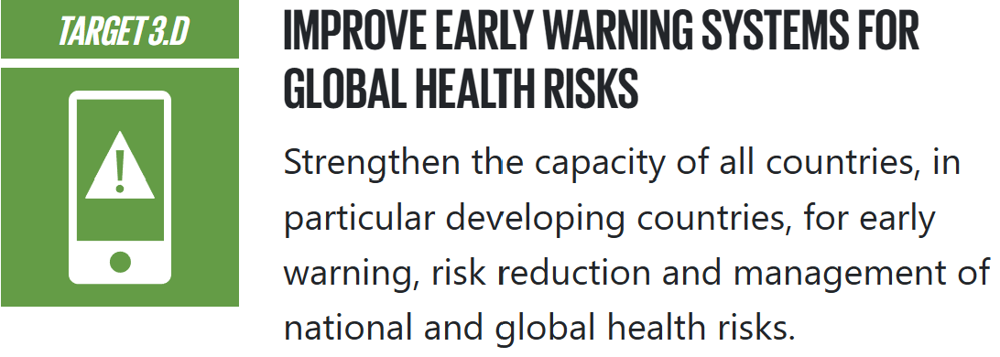 TARGET 3.D
IMPROVE EARLY WARNING SYSTEMS FOR
GLOBAL HEALTH RISKS
Strengthen the capacity of all countries, in
particular developing countries, for early
warning, risk reduction and management of
national and global health risks.